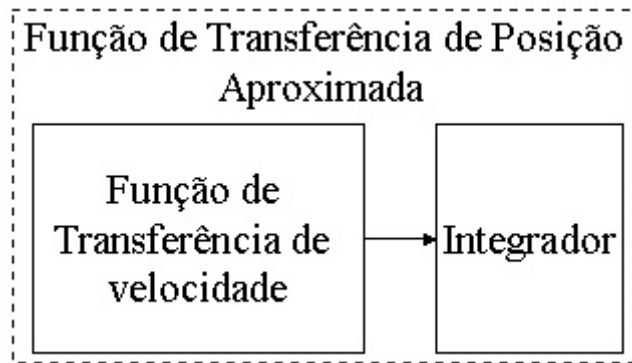 Função de Transferência de Posição
Aproximada
Função de
Transferência de
velocidade
Integrador